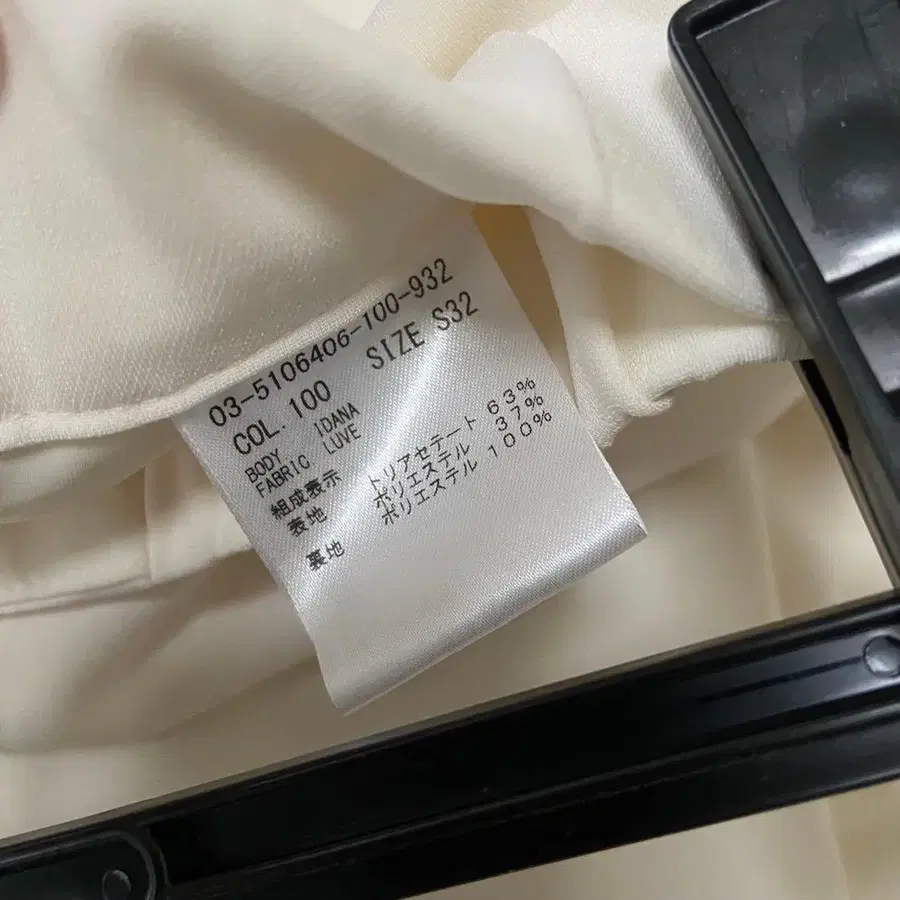 03-5106406-100-932
COL. 100 SIZE S32
BODY IDANA
FABRIC LUVE
組成表示
表地 トリアセテート 63%
ポリエステル 37%
裏地 ポリエステル 100%